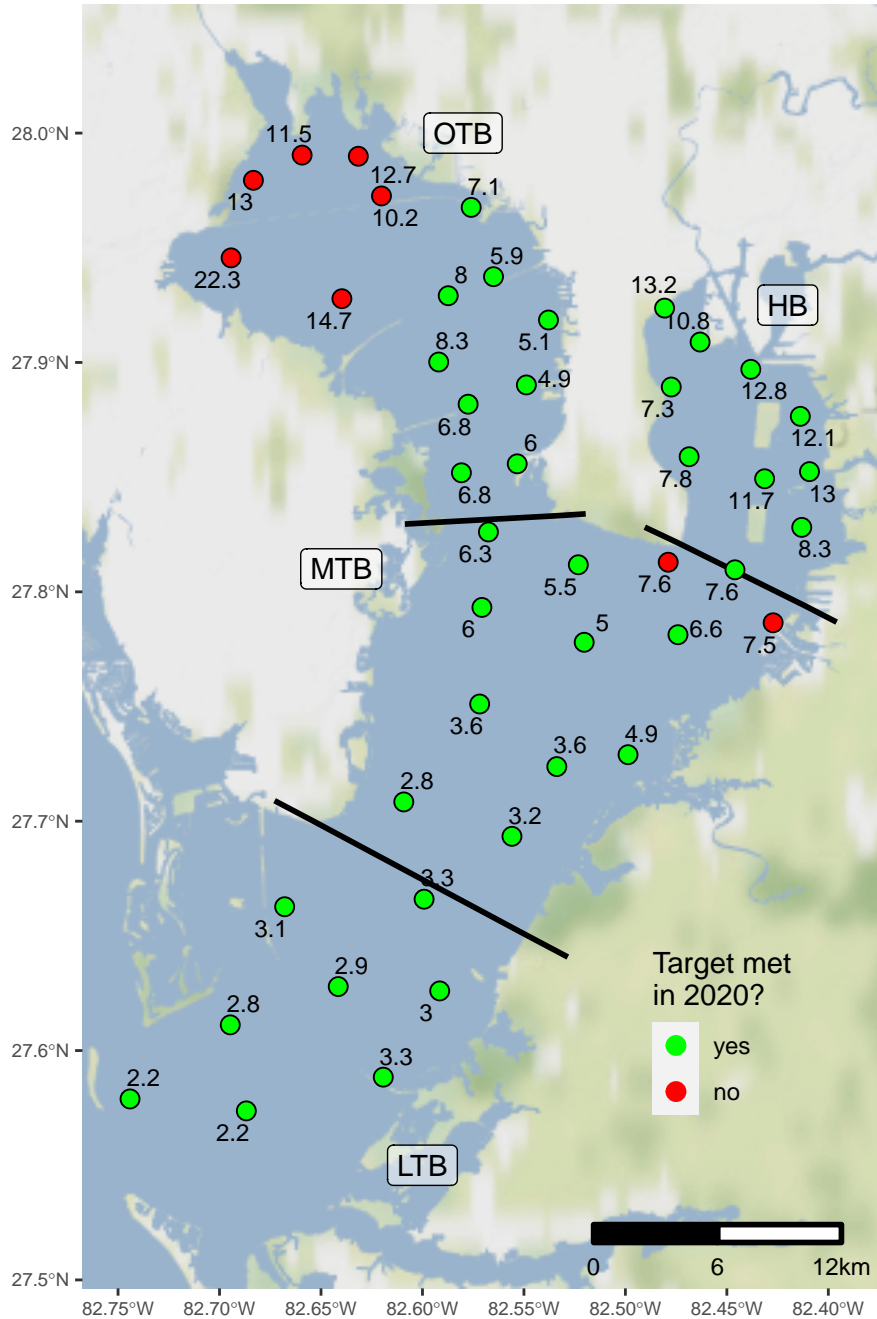 28.0°N
27.9°N
27.8°N
27.7°N
27.6°N
27.5°N
OTB
11.5
12.7
13
10.2
7.1
22.3
14.7
8
5.9
5.1
8.3
4.9
6.8
6
6.8
HB
13.2
10.8
12.8
7.3
12.1
7.8
11.7
13
8.3
MTB
6.3
5.5
7.6
7.6
6
5
6.6
7.5
3.6
3.6
4.9
2.8
3.2
3.3
3.1
2.9
3
2.8
3.3
2.2
2.2
LTB
Target met
in 2020?
yes
no
0 6 12km
82.75°W 82.70°W 82.65°W 82.60°W 82.55°W 82.50°W 82.45°W 82.40°W